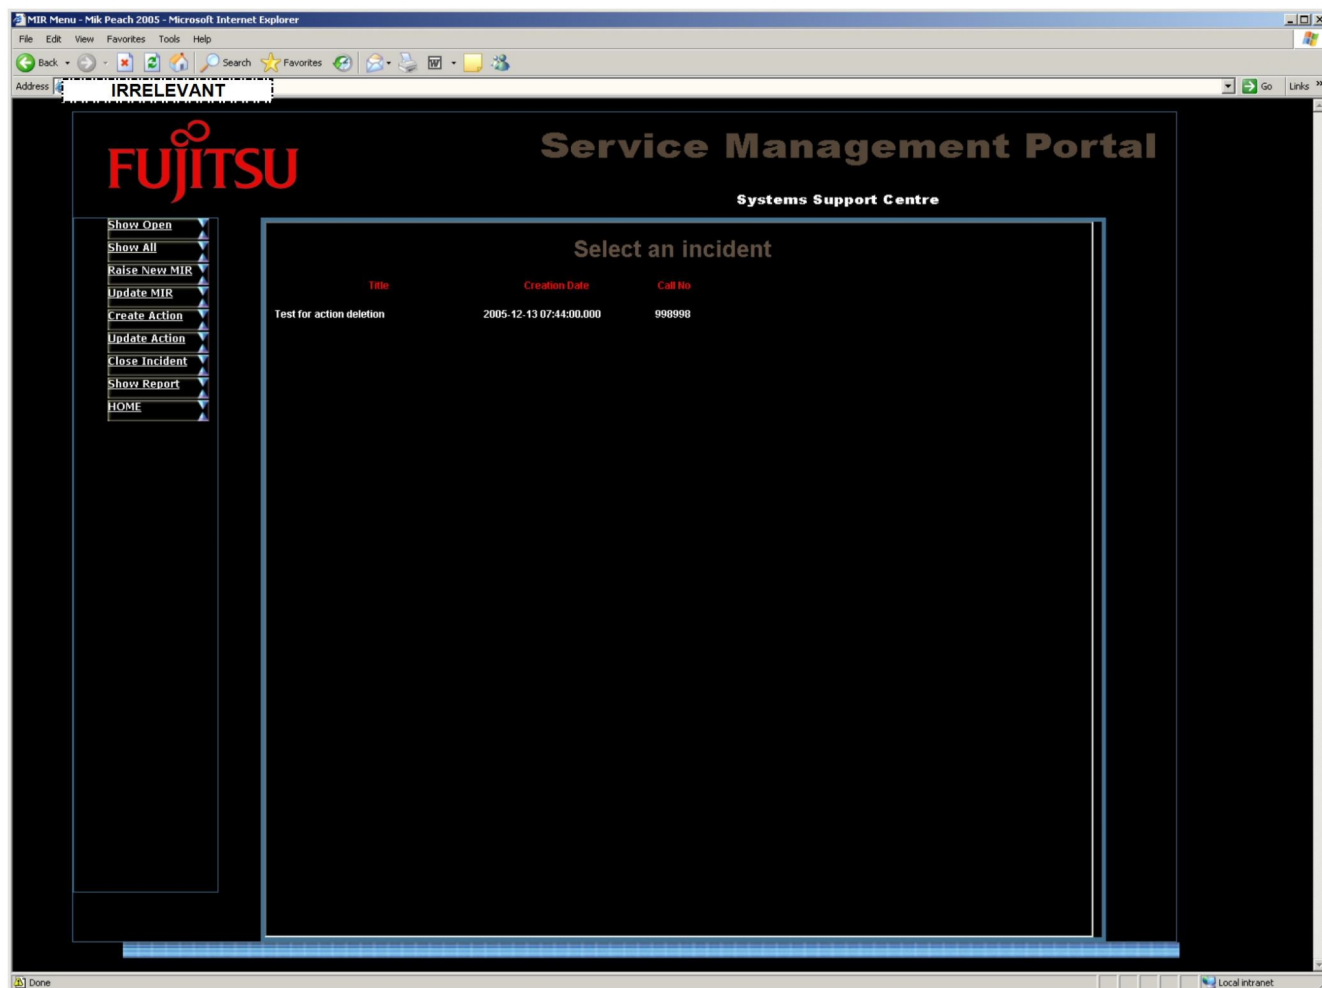 MIR Menu - Mik Peach 2005 - Microsoft Internet Explorer
File Edit View Favorites Tools Help
Back Search Favorites
Address IRRELEVANT Go Links »
FUJITSU
Service Management Portal
Systems Support Centre
Show Open
Show All
Raise New MIR
Update MIR
Create Action
Update Action
Close Incident
Show Report
HOME
Select an incident
Title Creation Date Call No
Test for action deletion 2005-12-13 07:44:00.000 998998
Done Local intranet